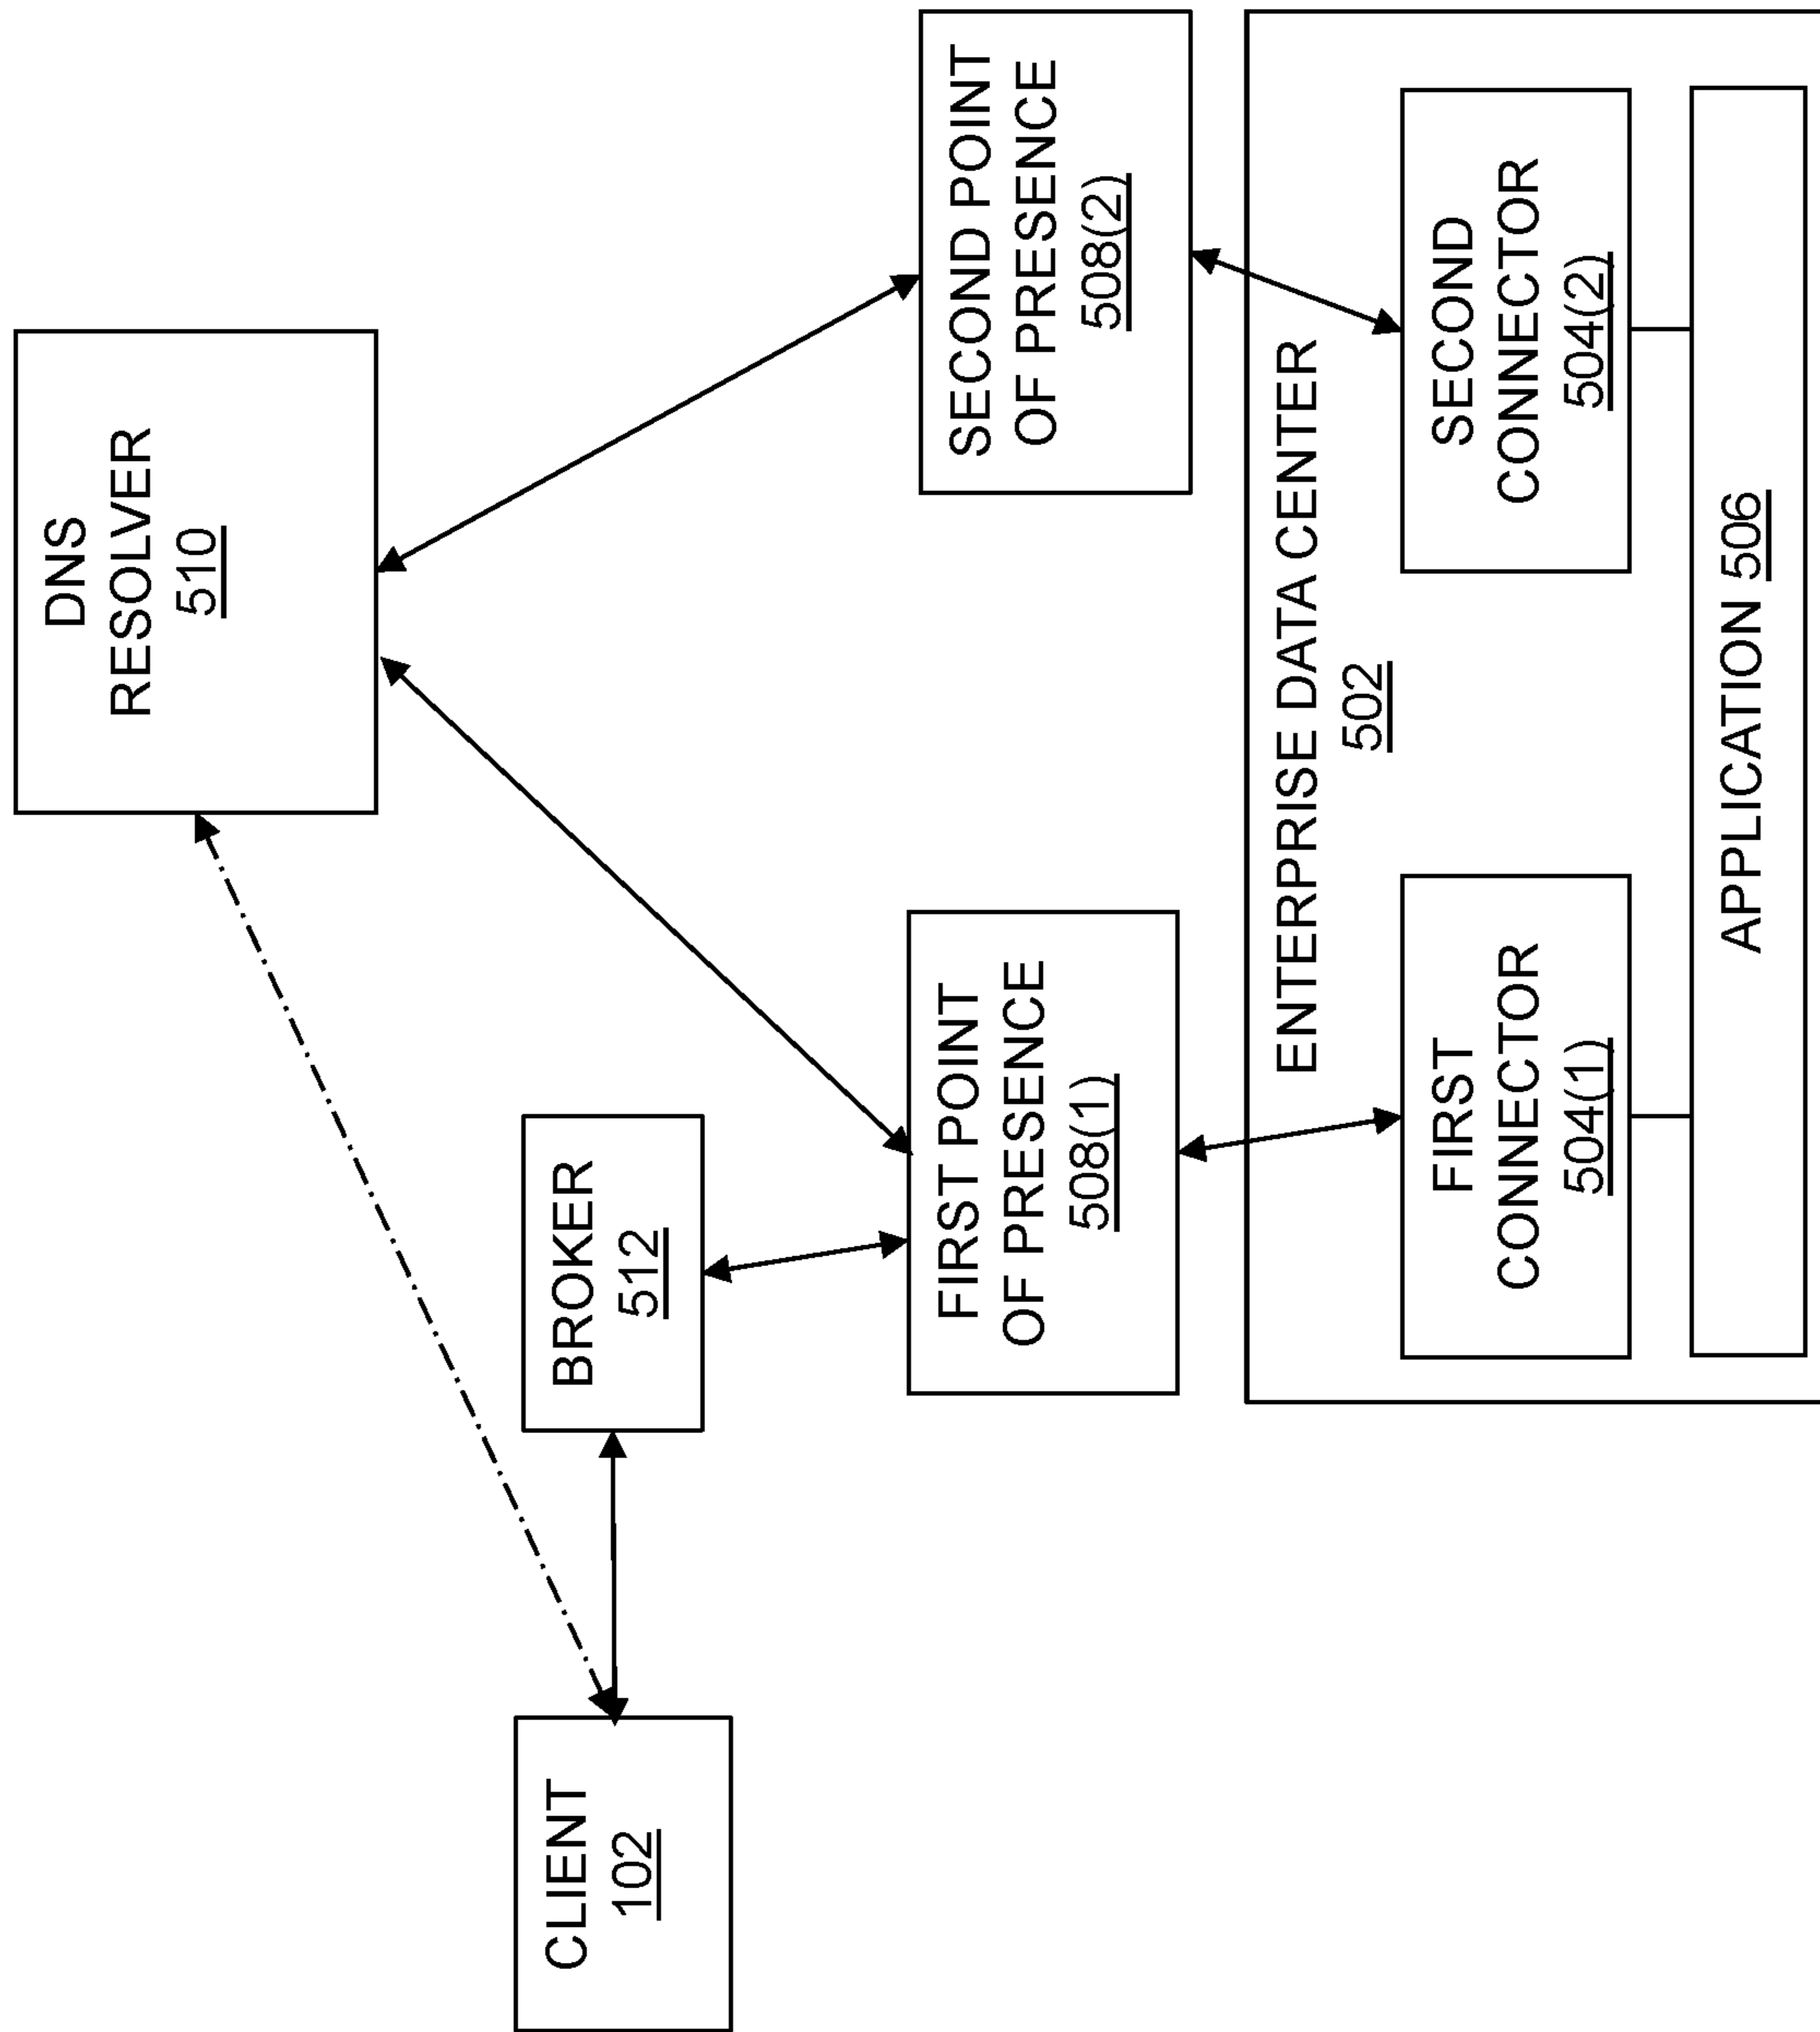 DNS
RESOLVER
510
CLIENT
102
BROKER
512
FIRST POINT
OF PRESENCE
508(1)
SECOND POINT
OF PRESENCE
508(2)
ENTERPRISE DATA CENTER
502
FIRST
CONNECTOR
504(1)
SECOND
CONNECTOR
504(2)
APPLICATION 506